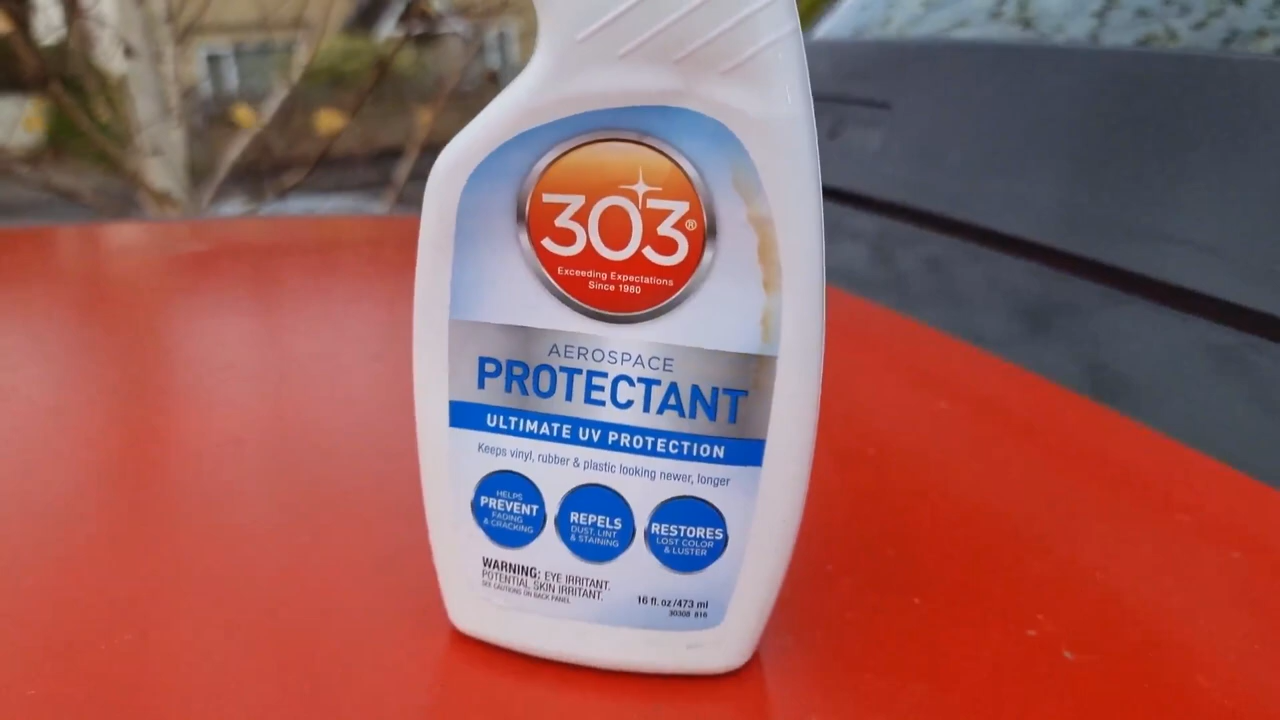 303®
Exceeding Expectations
Since 1980
AEROSPACE
PROTECTANT
ULTIMATE UV PROTECTION
Keeps vinyl, rubber & plastic looking newer, longer
HELPS
PREVENT
FADING
& CRACKING
REPELS
DUST, LINT
& STAINING
RESTORES
LOST COLOR
& LUSTER
WARNING: EYE IRRITANT.
POTENTIAL SKIN IRRITANT.
SEE CAUTIONS ON BACK PANEL
16 fl. oz/473 ml
30308 816